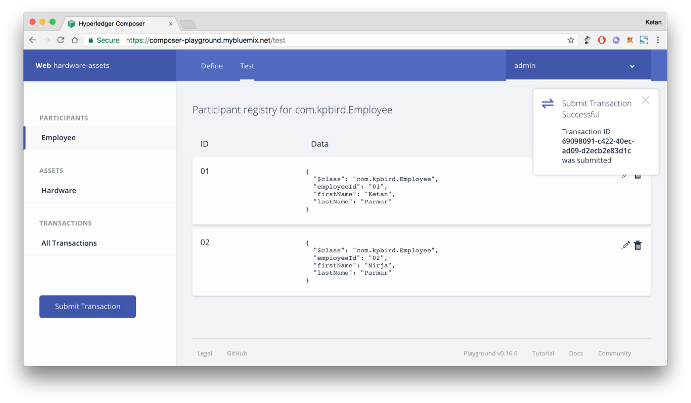 Hyperledger Composer
Ketan
Secure
https://composer-playground.mybluemix.net/test
Web hardware-assets
Define
Test
admin
PARTICIPANTS
Employee
ASSETS
Hardware
TRANSACTIONS
All Transactions
Submit Transaction
Participant registry for com.kpbird.Employee
ID
Data
01
{
"$class": "com.kpbird.Employee",
"employeeId": "01",
"firstName": "Ketan",
"lastName": "Parmar"
}
02
{
"$class": "com.kpbird.Employee",
"employeeId": "02",
"firstName": "Nirja",
"lastName": "Parmar"
}
Submit Transaction
Successful
Transaction ID
69098091-c422-40ec-
ad09-d2ecb2e83d1c
was submitted
Legal
GitHub
Playground v0.16.0
Tutorial
Docs
Community